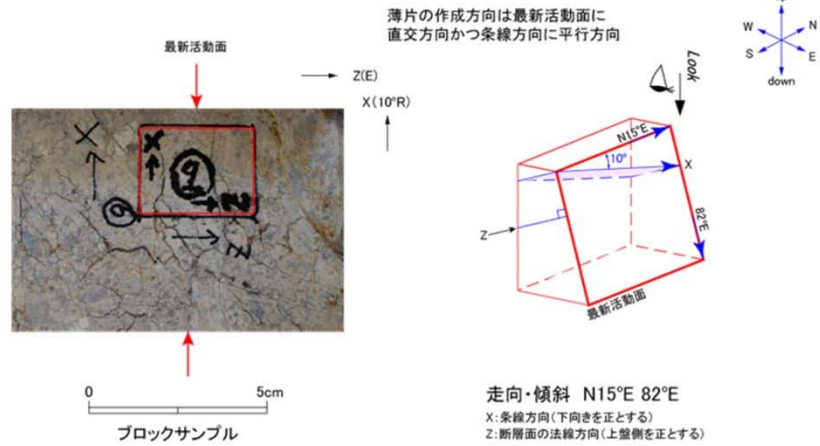 薄片の作成方向は最新活動面に
直交方向かつ条線方向に平行方向
最新活動面
Z(E)
X(10°R)
X
X
9
Z
9
Z
0
5cm
ブロックサンプル
Look
N15°E
10°
X
82°E
Z
最新活動面
W
N
S
E
down
走向・傾斜 N15°E 82°E
X:条線方向(下向きを正とする)
Z:断層面の法線方向(上盤側を正とする)